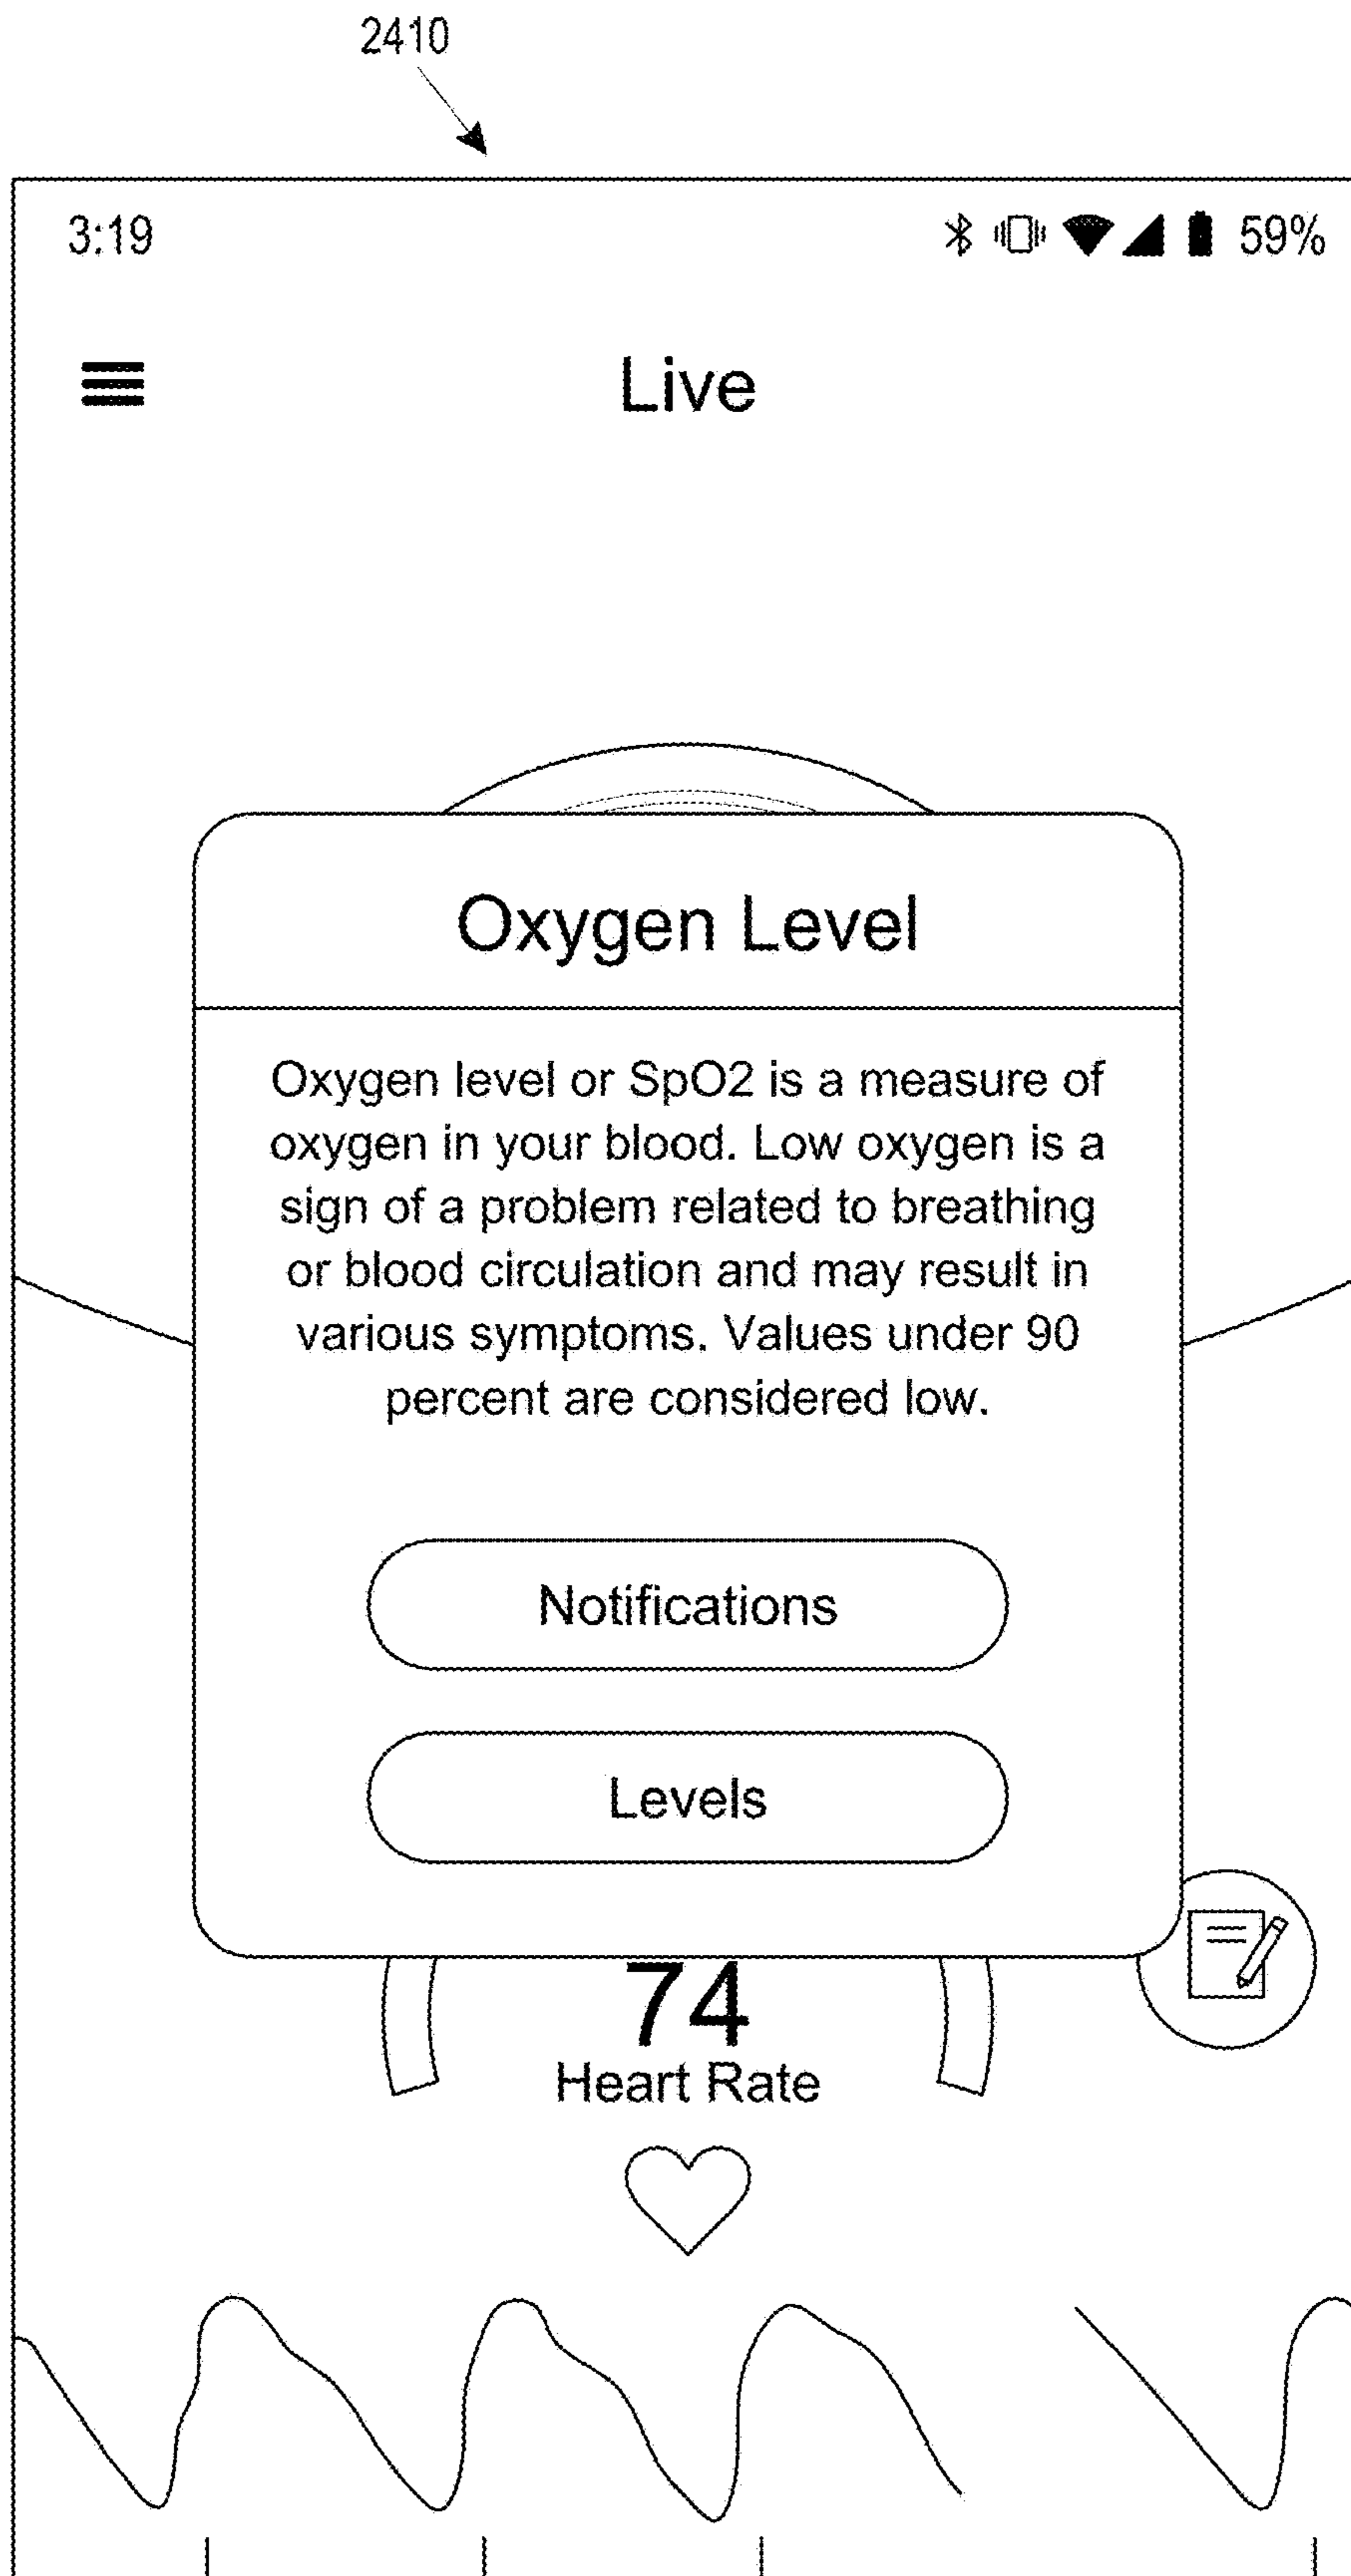 2410
3:19 59%
Live
Oxygen Level
Oxygen level or SpO2 is a measure of
oxygen in your blood. Low oxygen is a
sign of a problem related to breathing
or blood circulation and may result in
various symptoms. Values under 90
percent are considered low.
Notifications
Levels
74
Heart Rate